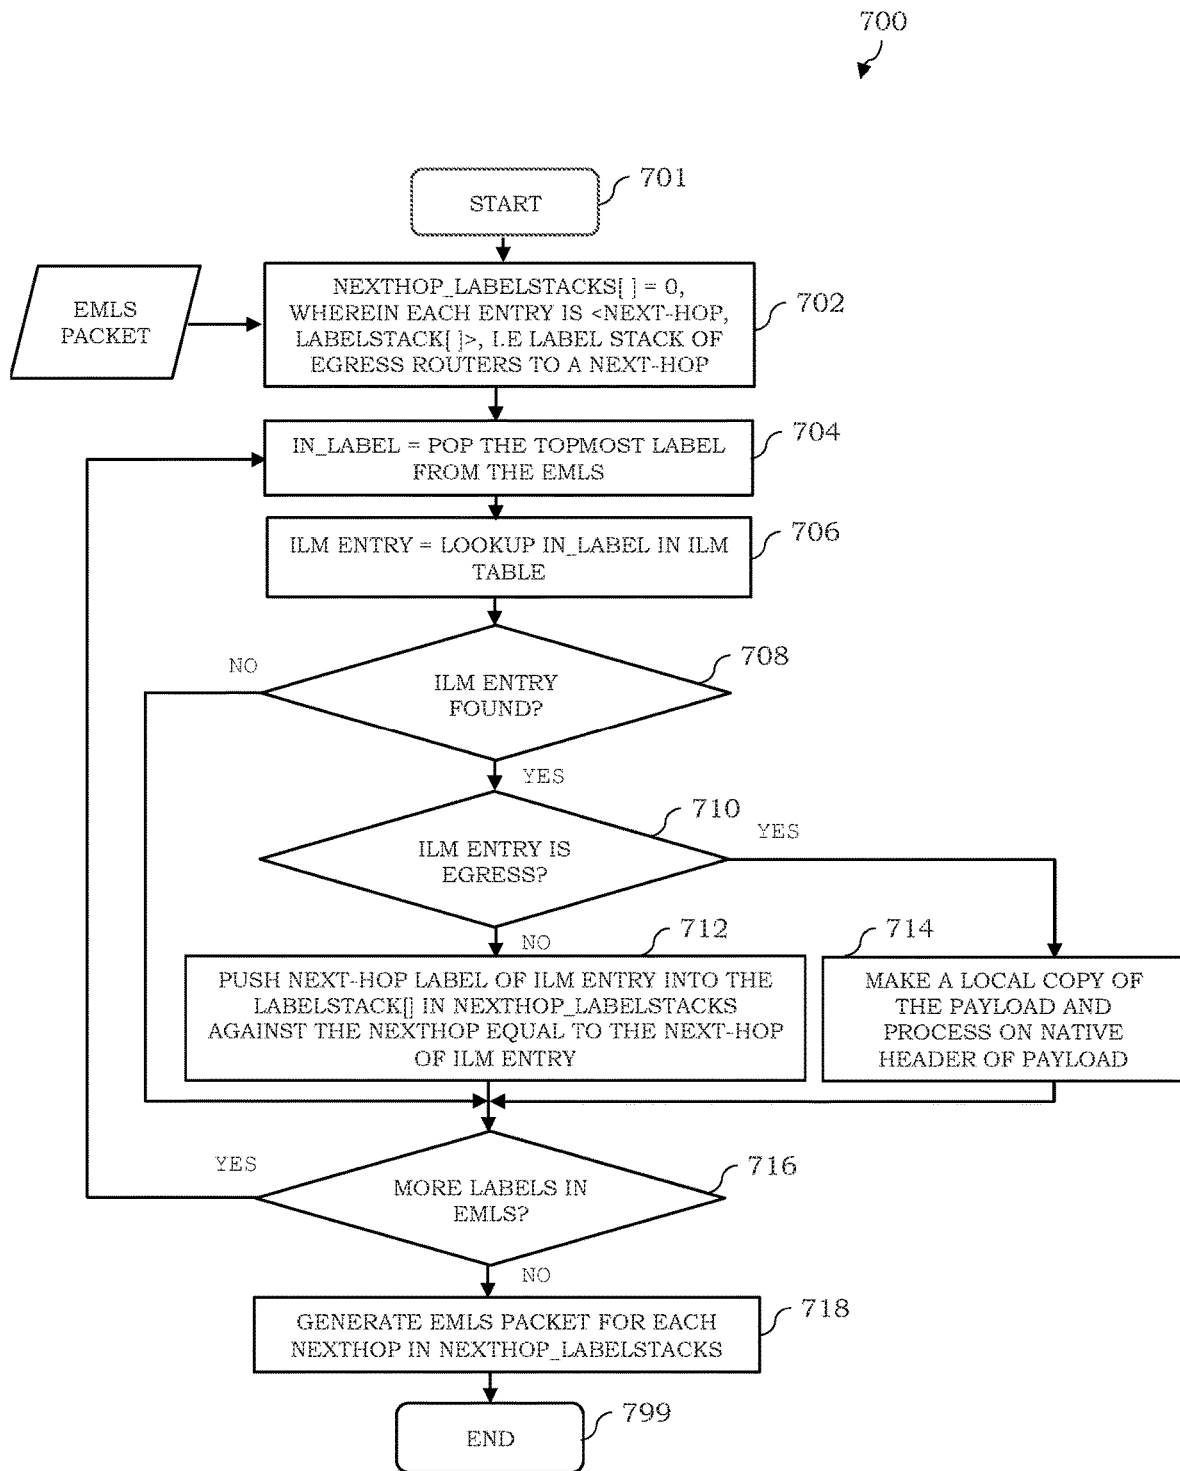 700
701
START
EMLS
PACKET
NEXTHOP_LABELSTACKS[ ] = 0,
WHEREIN EACH ENTRY IS <NEXT-HOP,
LABELSTACK[ ]>, I.E LABEL STACK OF
EGRESS ROUTERS TO A NEXT-HOP
702
IN_LABEL = POP THE TOPMOST LABEL
FROM THE EMLS
704
ILM ENTRY = LOOKUP IN_LABEL IN ILM
TABLE
706
NO
708
ILM ENTRY
FOUND?
YES
710
YES
ILM ENTRY IS
EGRESS?
NO
712
714
PUSH NEXT-HOP LABEL OF ILM ENTRY INTO THE
LABELSTACK[] IN NEXTHOP_LABELSTACKS
AGAINST THE NEXTHOP EQUAL TO THE NEXT-HOP
OF ILM ENTRY
MAKE A LOCAL COPY OF
THE PAYLOAD AND
PROCESS ON NATIVE
HEADER OF PAYLOAD
YES
716
MORE LABELS IN
EMLS?
NO
GENERATE EMLS PACKET FOR EACH
NEXTHOP IN NEXTHOP_LABELSTACKS
718
END
799